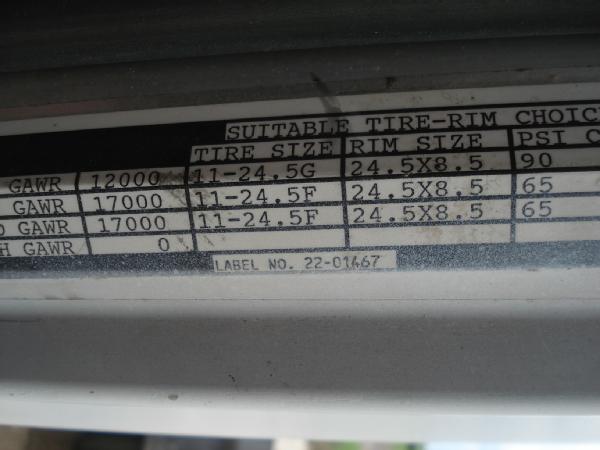 SUITABLE TIRE-RIM CHOIC
TIRE SIZE RIM SIZE PSI C
GAWR 12000 11-24.5G 24.5X8.5 90
GAWR 17000 11-24.5F 24.5X8.5 65
D GAWR 17000 11-24.5F 24.5X8.5 65
H GAWR 0
LABEL NO. 22-01467